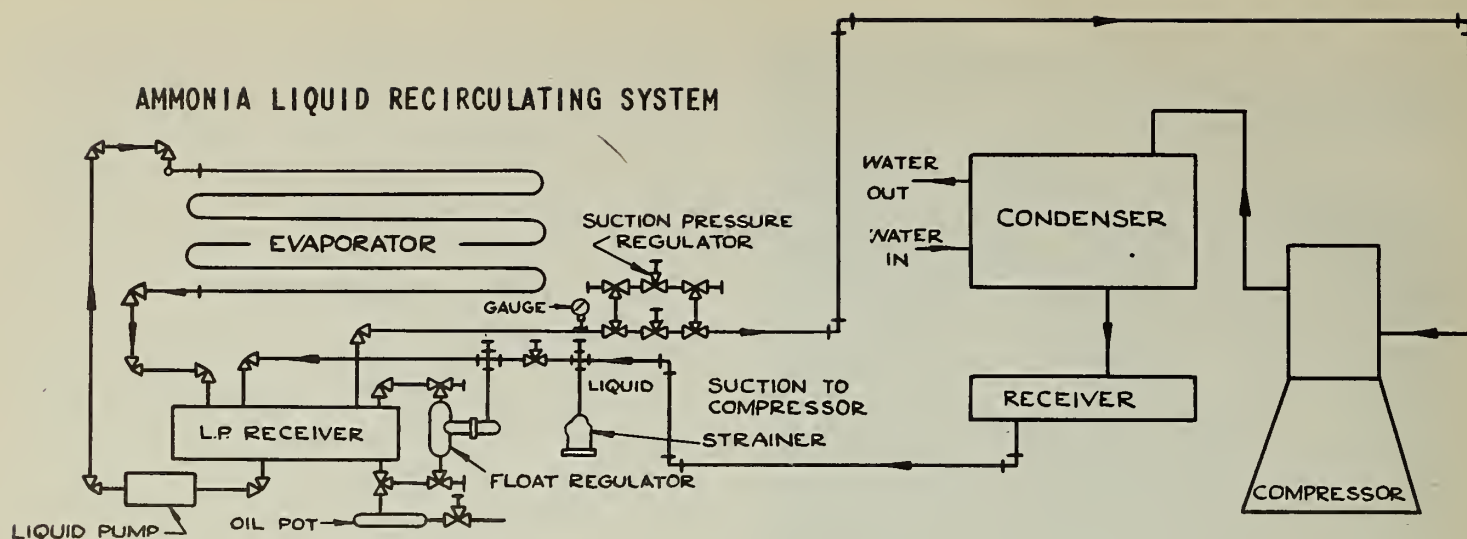 AMMONIA LIQUID RECIRCULATING SYSTEM
WATER
OUT
CONDENSER
WATER
IN
SUCTION PRESSURE
REGULATOR
EVAPORATOR
GAUGE
LIQUID
SUCTION TO
COMPRESSOR
RECEIVER
L.P. RECEIVER
STRAINER
FLOAT REGULATOR
COMPRESSOR
OIL POT
LIQUID PUMP